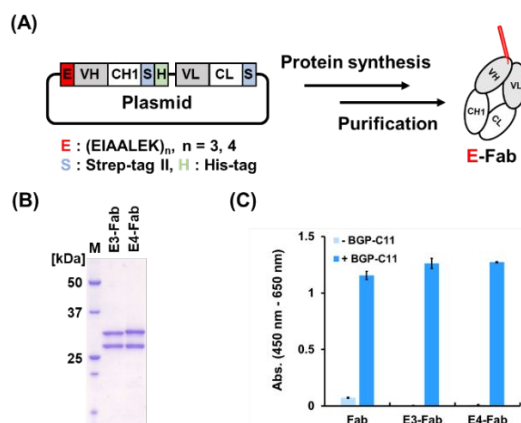 (A)
E VH CH1 S H VL CL S
Plasmid
E : (EIAALEK)n, n = 3, 4
S : Strep-tag II, H : His-tag
Protein synthesis
Purification
VH
VL
CH1
CL
E-Fab
(B)
E3-Fab
E4-Fab
[kDa] M
50
37
25
(C)
- BGP-C11
+ BGP-C11
1.5
1
0.5
0
Abs. (450 nm - 650 nm)
Fab E3-Fab E4-Fab